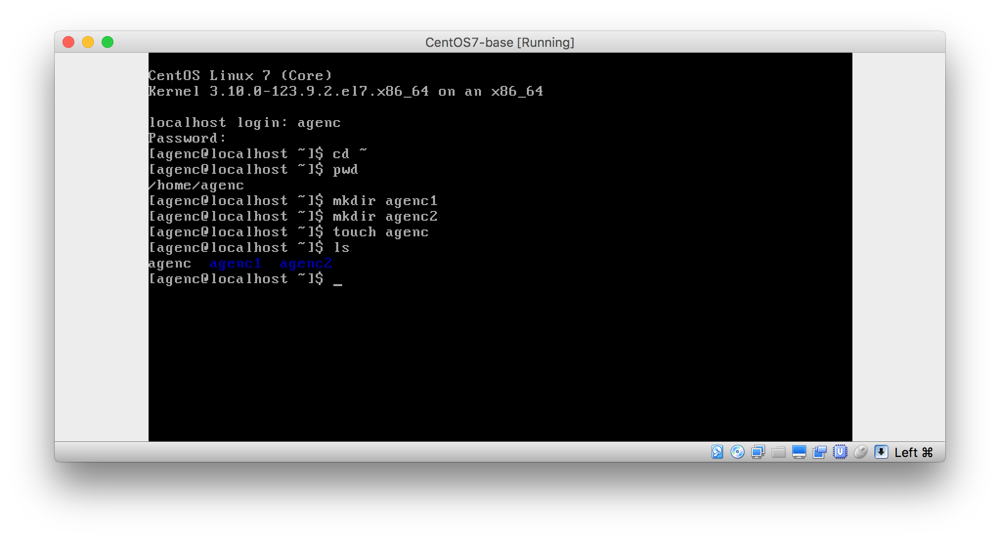 CentOS7-base [Running]
CentOS Linux 7 (Core)
Kernel 3.10.0-123.9.2.el7.x86_64 on an x86_64
localhost login: agenc
Password:
[agenc@localhost ~]$ cd ~
[agenc@localhost ~]$ pwd
/home/agenc
[agenc@localhost ~]$ mkdir agenc1
[agenc@localhost ~]$ mkdir agenc2
[agenc@localhost ~]$ touch agenc
[agenc@localhost ~]$ ls
agenc  agenc1  agenc2
[agenc@localhost ~]$ _
Left ⌘